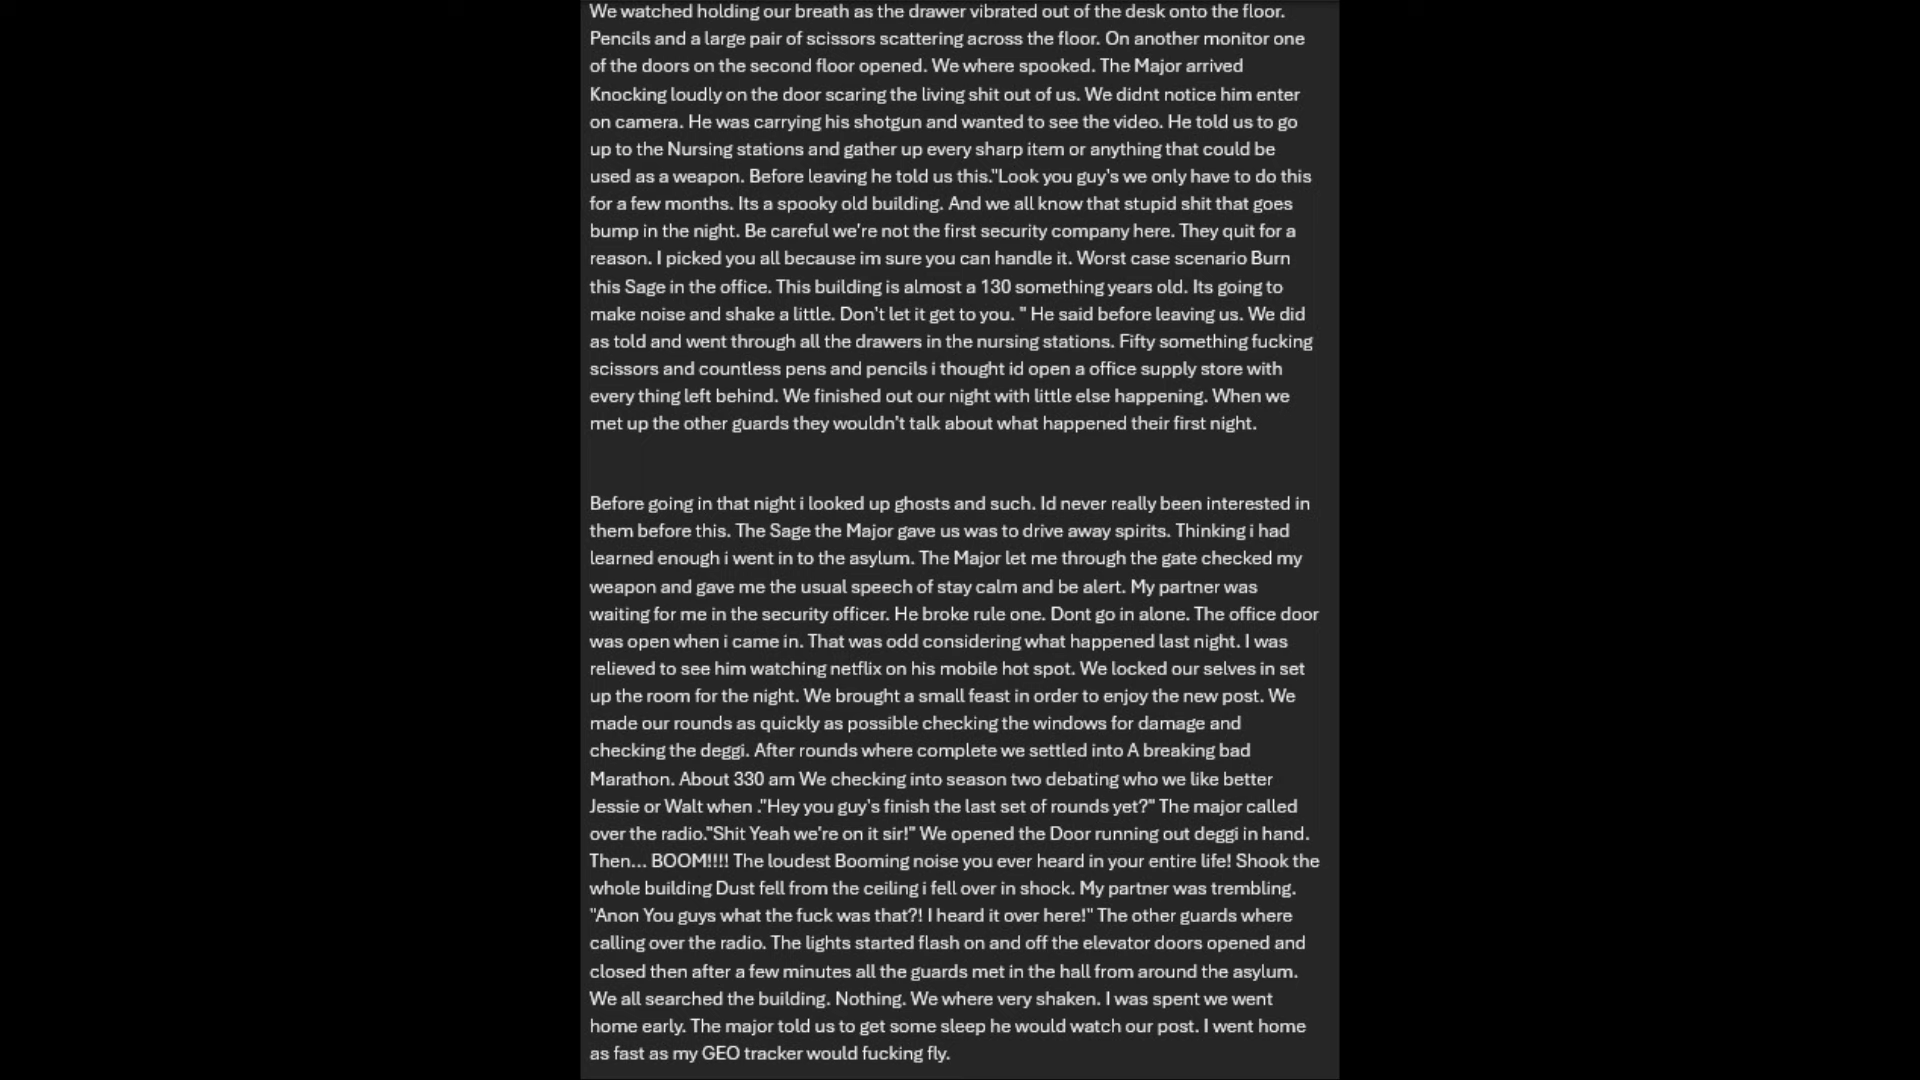 We watched holding our breath as the drawer vibrated out of the desk onto the floor.
Pencils and a large pair of scissors scattering across the floor. On another monitor one
of the doors on the second floor opened. We where spooked. The Major arrived
Knocking loudly on the door scaring the living shit out of us. We didnt notice him enter
on camera. He was carrying his shotgun and wanted to see the video. He told us to go
up to the Nursing stations and gather up every sharp item or anything that could be
used as a weapon. Before leaving he told us this."Look you guy's we only have to do this
for a few months. Its a spooky old building. And we all know that stupid shit that goes
bump in the night. Be careful we're not the first security company here. They quit for a
reason. I picked you all because im sure you can handle it. Worst case scenario Burn
this Sage in the office. This building is almost a 130 something years old. Its going to
make noise and shake a little. Don't let it get to you. " He said before leaving us. We did
as told and went through all the drawers in the nursing stations. Fifty something fucking
scissors and countless pens and pencils i thought id open a office supply store with
every thing left behind. We finished out our night with little else happening. When we
met up the other guards they wouldn't talk about what happened their first night.
Before going in that night i looked up ghosts and such. Id never really been interested in
them before this. The Sage the Major gave us was to drive away spirits. Thinking i had
learned enough i went in to the asylum. The Major let me through the gate checked my
weapon and gave me the usual speech of stay calm and be alert. My partner was
waiting for me in the security officer. He broke rule one. Dont go in alone. The office door
was open when i came in. That was odd considering what happened last night. I was
relieved to see him watching netflix on his mobile hot spot. We locked our selves in set
up the room for the night. We brought a small feast in order to enjoy the new post. We
made our rounds as quickly as possible checking the windows for damage and
checking the deggi. After rounds where complete we settled into A breaking bad
Marathon. About 330 am We checking into season two debating who we like better
Jessie or Walt when ."Hey you guy's finish the last set of rounds yet?" The major called
over the radio."Shit Yeah we're on it sir!" We opened the Door running out deggi in hand.
Then... BOOM!!!! The loudest Booming noise you ever heard in your entire life! Shook the
whole building Dust fell from the ceiling i fell over in shock. My partner was trembling.
"Anon You guys what the fuck was that?! I heard it over here!" The other guards where
calling over the radio. The lights started flash on and off the elevator doors opened and
closed then after a few minutes all the guards met in the hall from around the asylum.
We all searched the building. Nothing. We where very shaken. I was spent we went
home early. The major told us to get some sleep he would watch our post. I went home
as fast as my GEO tracker would fucking fly.